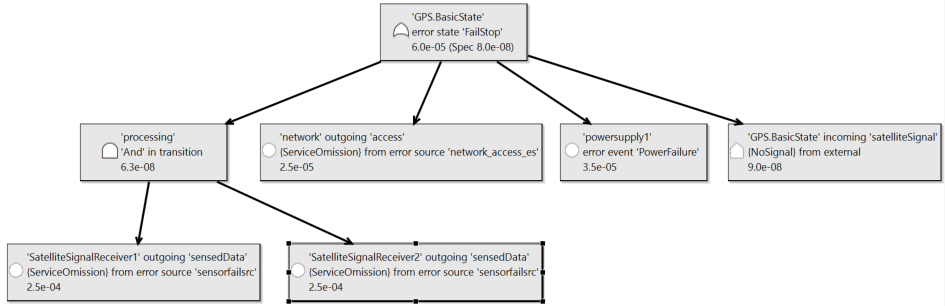 'GPS.BasicState'
error state 'FailStop'
6.0e-05 (Spec 8.0e-08)
'processing'
'And' in transition
6.3e-08
'network' outgoing 'access'
{ServiceOmission} from error source 'network_access_es'
2.5e-05
'powersupply1'
error event 'PowerFailure'
3.5e-05
'GPS.BasicState' incoming 'satelliteSignal'
{NoSignal} from external
9.0e-08
'SatelliteSignalReceiver1' outgoing 'sensedData'
{ServiceOmission} from error source 'sensorfailsrc'
2.5e-04
'SatelliteSignalReceiver2' outgoing 'sensedData'
{ServiceOmission} from error source 'sensorfailsrc'
2.5e-04